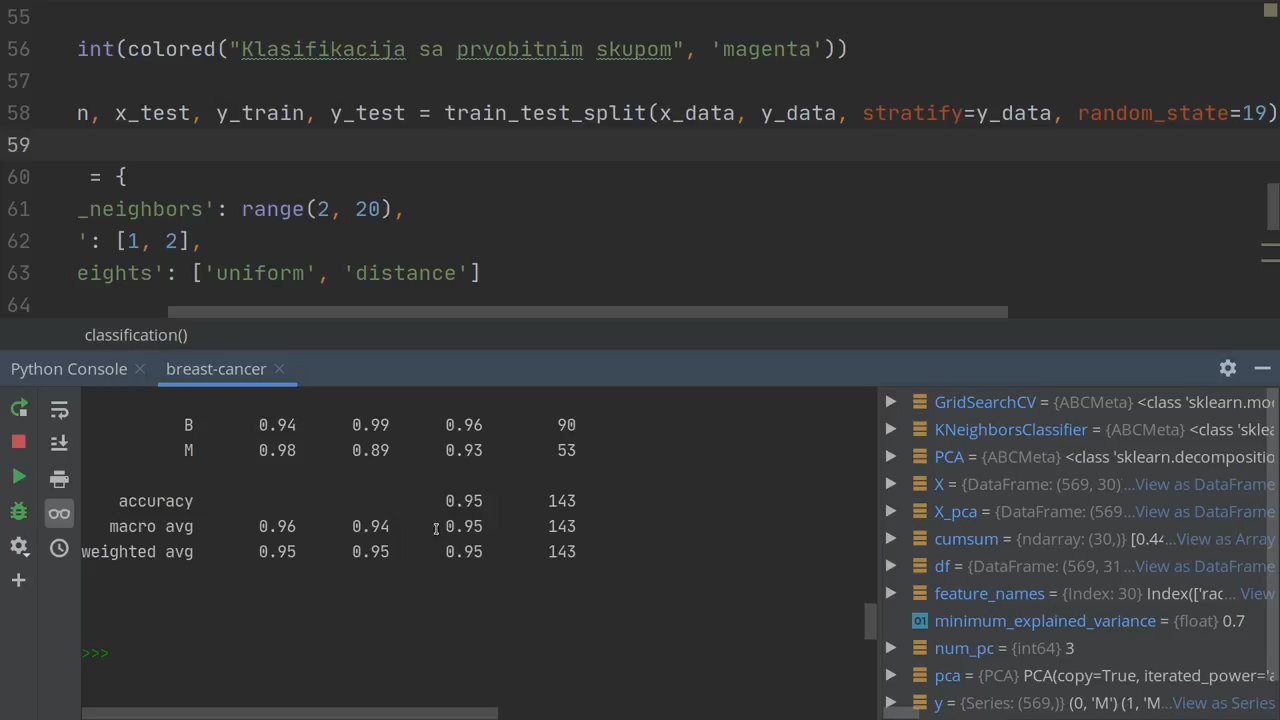 55
56 int(colored("Klasifikacija sa prvobitnim skupom", 'magenta'))
57
58 n, x_test, y_train, y_test = train_test_split(x_data, y_data, stratify=y_data, random_state=19)
59
60 = {
61 _neighbors': range(2, 20),
62 ': [1, 2],
63 eights': ['uniform', 'distance']
64
classification()
Python Console
breast-cancer
B 0.94 0.99 0.96 90
M 0.98 0.89 0.93 53
accuracy 0.95 143
macro avg 0.96 0.94 0.95 143
weighted avg 0.95 0.95 0.95 143
>>>
GridSearchCV = {ABCMeta} <class 'sklearn.mo
KNeighborsClassifier = {ABCMeta} <class 'skle
PCA = {ABCMeta} <class 'sklearn.decompositio
X = {DataFrame: (569, 30)}...View as DataFrame
X_pca = {DataFrame: (569...View as DataFrame
cumsum = {ndarray: (30,)} [0.44...View as Array
df = {DataFrame: (569, 31...View as DataFrame
feature_names = {Index: 30} Index(['rac... View
01 minimum_explained_variance = {float} 0.7
num_pc = {int64} 3
pca = {PCA} PCA(copy=True, iterated_power='a
y = {Series: (569,)} (0, 'M') (1, 'M...View as Series